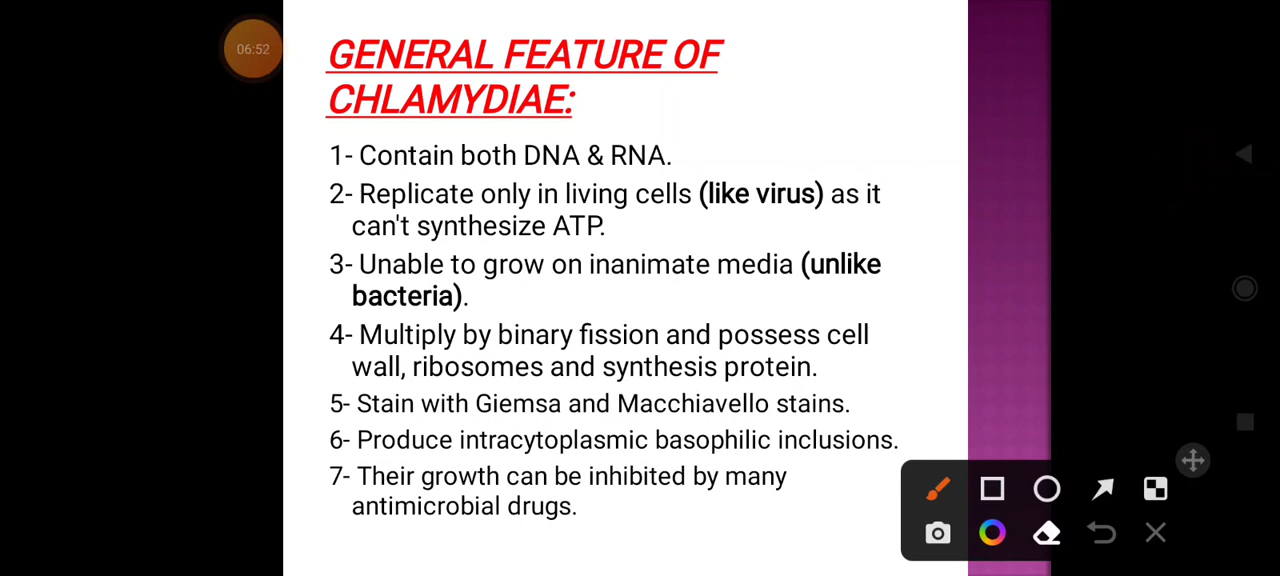 06:52
GENERAL FEATURE OF
CHLAMYDIAE:
1- Contain both DNA & RNA.
2- Replicate only in living cells (like virus) as it
can't synthesize ATP.
3- Unable to grow on inanimate media (unlike
bacteria).
4- Multiply by binary fission and possess cell
wall, ribosomes and synthesis protein.
5- Stain with Giemsa and Macchiavello stains.
6- Produce intracytoplasmic basophilic inclusions.
7- Their growth can be inhibited by many
antimicrobial drugs.